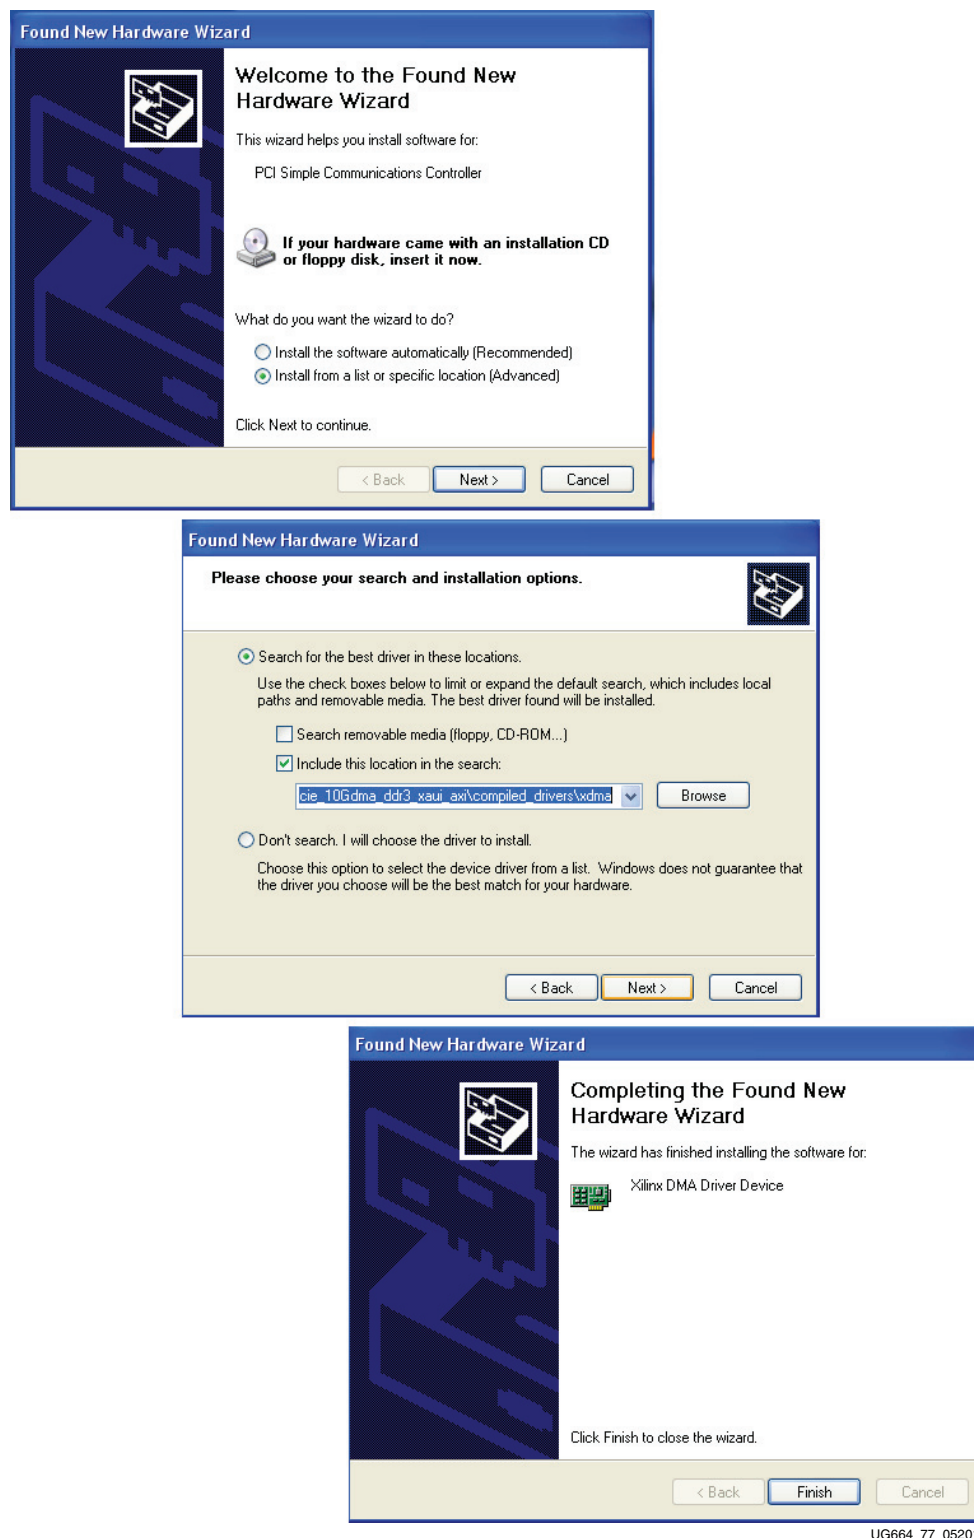 Found New Hardware Wizard
Welcome to the Found New
Hardware Wizard
This wizard helps you install software for:
PCI Simple Communications Controller
If your hardware came with an installation CD
or floppy disk, insert it now.
What do you want the wizard to do?
Install the software automatically (Recommended)
Install from a list or specific location (Advanced)
Click Next to continue.
< Back Next > Cancel
Found New Hardware Wizard
Please choose your search and installation options.
Search for the best driver in these locations.
Use the check boxes below to limit or expand the default search, which includes local
paths and removable media. The best driver found will be installed.
Search removable media (floppy, CD-ROM...)
Include this location in the search:
cie_10Gdma_ddr3_xaui_axi\compiled_drivers\xdma Browse
Don't search. I will choose the driver to install.
Choose this option to select the device driver from a list. Windows does not guarantee that
the driver you choose will be the best match for your hardware.
< Back Next > Cancel
Found New Hardware Wizard
Completing the Found New
Hardware Wizard
The wizard has finished installing the software for:
Xilinx DMA Driver Device
Click Finish to close the wizard.
< Back Finish Cancel
UG664_77_0520